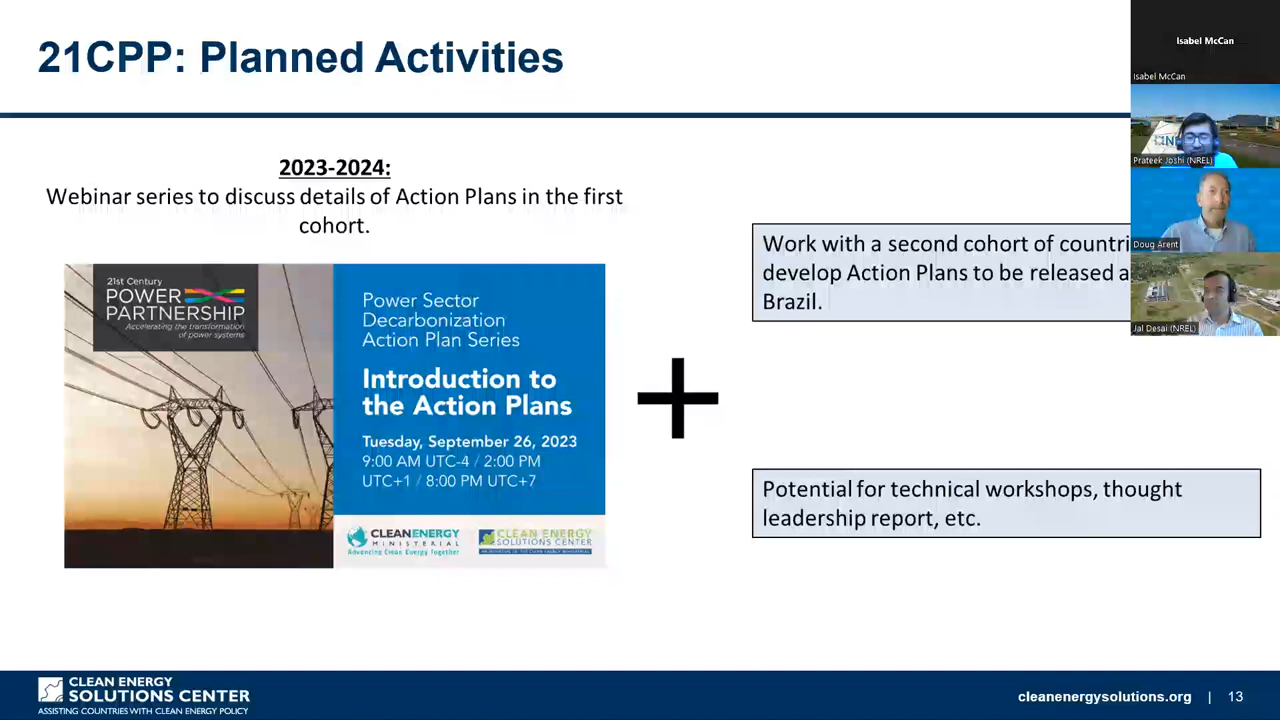 21CPP: Planned Activities
2023-2024:
Webinar series to discuss details of Action Plans in the first
cohort.
21st Century
POWER
PARTNERSHIP
Accelerating the transformation
of power systems
Power Sector
Decarbonization
Action Plan Series
Introduction to
the Action Plans
Tuesday, September 26, 2023
9:00 AM UTC-4 / 2:00 PM
UTC+1 / 8:00 PM UTC+7
CLEANENERGY
MINISTERIAL
Advancing Clean Energy Together
CLEAN ENERGY
SOLUTIONS CENTER
AN INITIATIVE OF THE CLEAN ENERGY MINISTERIAL
Work with a second cohort of countri
develop Action Plans to be released a
Brazil.
Potential for technical workshops, thought
leadership report, etc.
Isabel McCan
Isabel McCan
Prateek Joshi (NREL)
Doug Arent
Jal Desai (NREL)
CLEAN ENERGY
SOLUTIONS CENTER
ASSISTING COUNTRIES WITH CLEAN ENERGY POLICY
cleanenergysolutions.org | 13